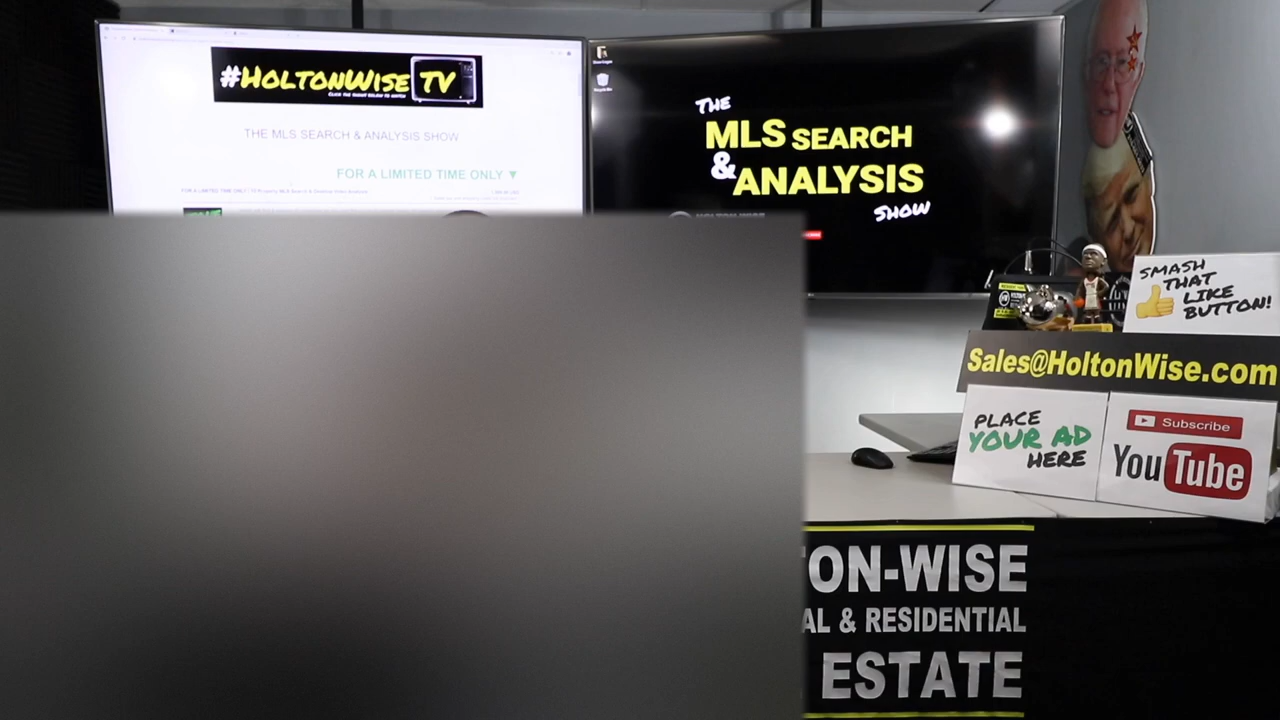 #HOLTONWISE TV
THE MLS SEARCH & ANALYSIS SHOW
FOR A LIMITED TIME ONLY ▼
THE
MLS SEARCH
& ANALYSIS
SHOW
SMASH
THAT
LIKE
BUTTON!
Sales@HoltonWise.com
PLACE
YOUR AD
HERE
Subscribe
YouTube
ON-WISE
AL & RESIDENTIAL
ESTATE